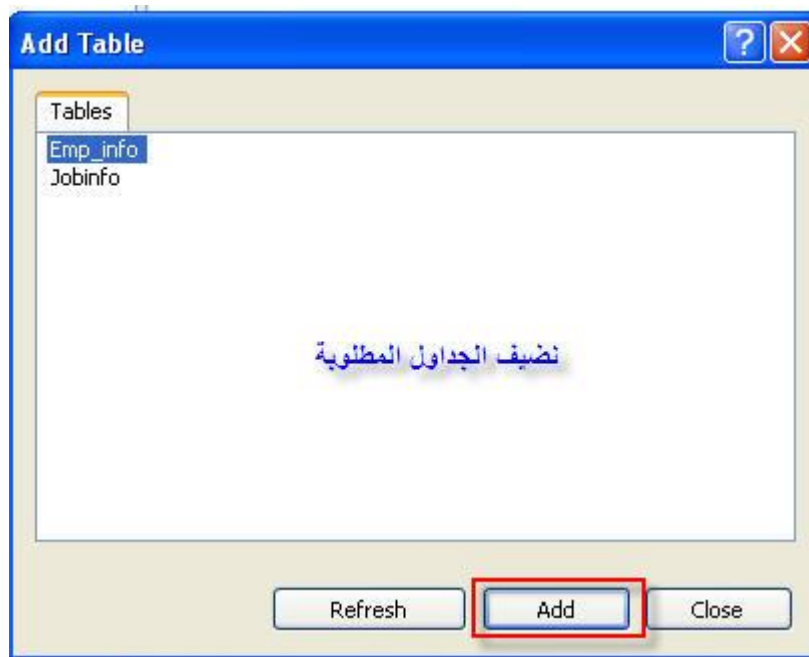 Add Table
Tables
Emp_info
Jobinfo
نضيف الجداول المطلوبة
Refresh
Add
Close